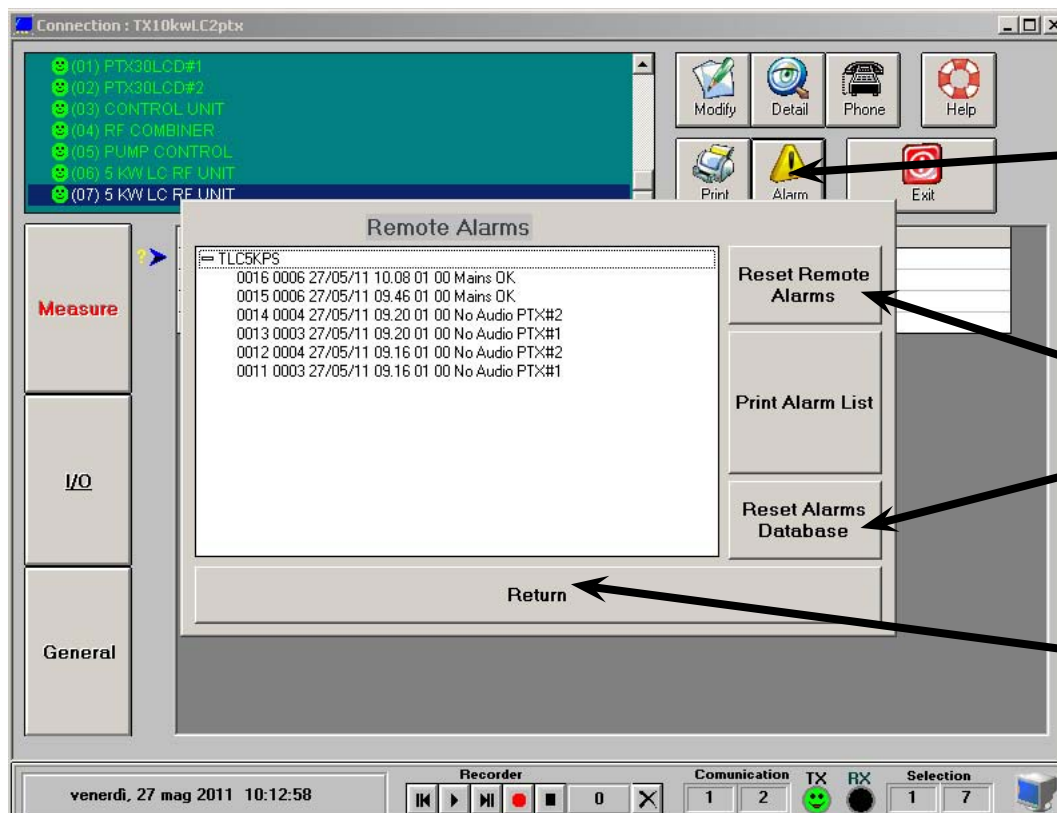 Connection : TX10kwLC2ptx
(01) PTX30LCD#1
(02) PTX30LCD#2
(03) CONTROL UNIT
(04) RF COMBINER
(05) PUMP CONTROL
(06) 5 KW LC RF UNIT
(07) 5 KW LC RF UNIT
Modify Detail Phone Help
Print Alarm Exit
Measure
I/O
General
Remote Alarms
TLC5KPS
0016 0006 27/05/11 10.08 01 00 Mains OK
0015 0006 27/05/11 09.46 01 00 Mains OK
0014 0004 27/05/11 09.20 01 00 No Audio PTX#2
0013 0003 27/05/11 09.20 01 00 No Audio PTX#1
0012 0004 27/05/11 09.16 01 00 No Audio PTX#2
0011 0003 27/05/11 09.16 01 00 No Audio PTX#1
Reset Remote
Alarms
Print Alarm List
Reset Alarms
Database
Return
venerdì, 27 mag 2011 10:12:58
Recorder
0
Comunication
1 2
TX RX
Selection
1 7